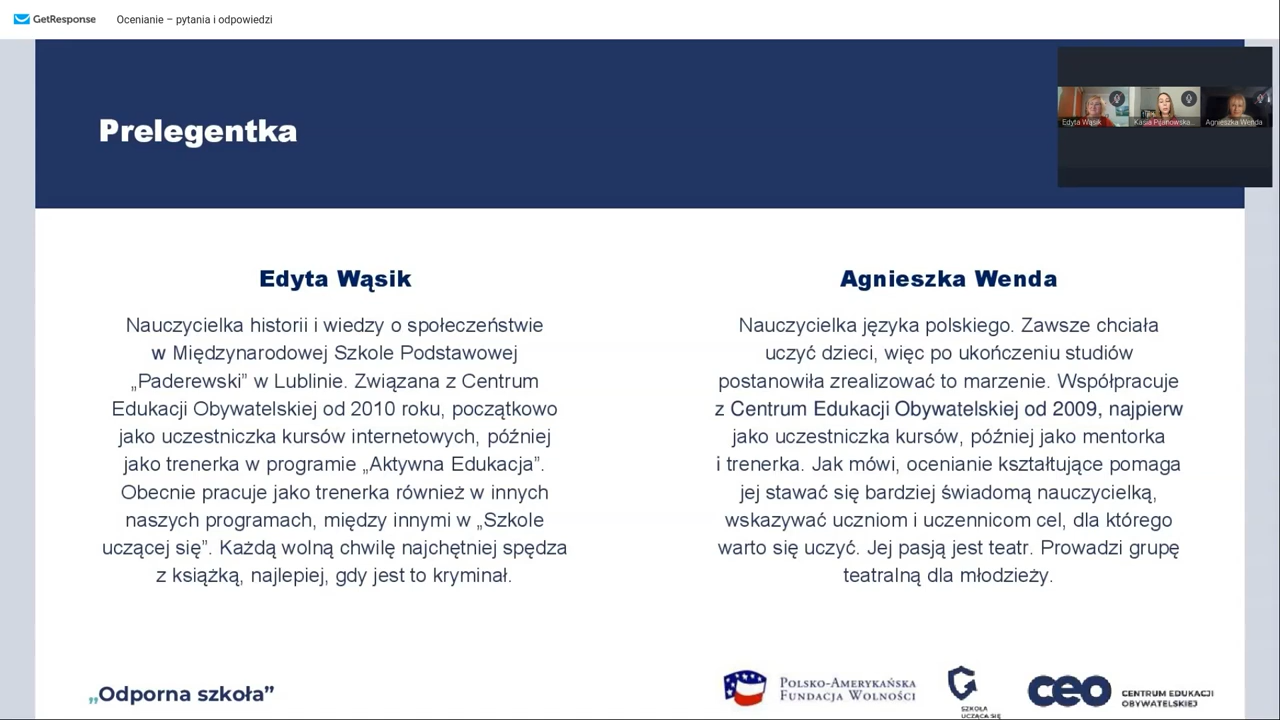 GetResponse
Ocenianie – pytania i odpowiedzi
Prelegentka
Edyta Wąsik
Kasia
Agnieszka Wenda
Edyta Wąsik
Nauczycielka historii i wiedzy o społeczeństwie
w Międzynarodowej Szkole Podstawowej
„Paderewski” w Lublinie. Związana z Centrum
Edukacji Obywatelskiej od 2010 roku, początkowo
jako uczestniczka kursów internetowych, później
jako trenerka w programie „Aktywna Edukacja”.
Obecnie pracuje jako trenerka również w innych
naszych programach, między innymi w „Szkole
uczącej się”. Każdą wolną chwilę najchętniej spędza
z książką, najlepiej, gdy jest to kryminał.
Agnieszka Wenda
Nauczycielka języka polskiego. Zawsze chciała
uczyć dzieci, więc po ukończeniu studiów
postanowiła zrealizować to marzenie. Współpracuje
z Centrum Edukacji Obywatelskiej od 2009, najpierw
jako uczestniczka kursów, później jako mentorka
i trenerka. Jak mówi, ocenianie kształtujące pomaga
jej stawać się bardziej świadomą nauczycielką,
wskazywać uczniom i uczennicom cel, dla którego
warto się uczyć. Jej pasją jest teatr. Prowadzi grupę
teatralną dla młodzieży.
„Odporna szkoła”
POLSKO-AMERYKAŃSKA
FUNDACJA WOLNOŚCI
SZKOŁA
UCZĄCA SIĘ
ceo
CENTRUM EDUKACJI
OBYWATELSKIEJ